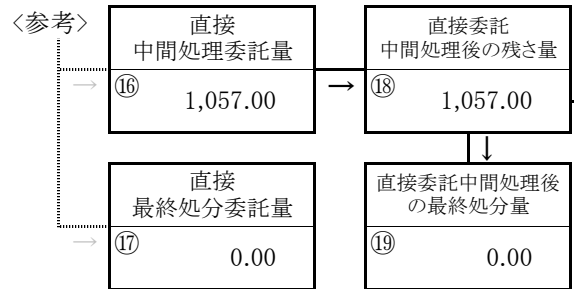 〈参考〉
直接
中間処理委託量
⑯
1,057.00
→
→
直接委託
中間処理後の残さ量
⑱
1,057.00
↓
直接
最終処分委託量
→
⑰
0.00
直接委託中間処理後
の最終処分量
⑲
0.00